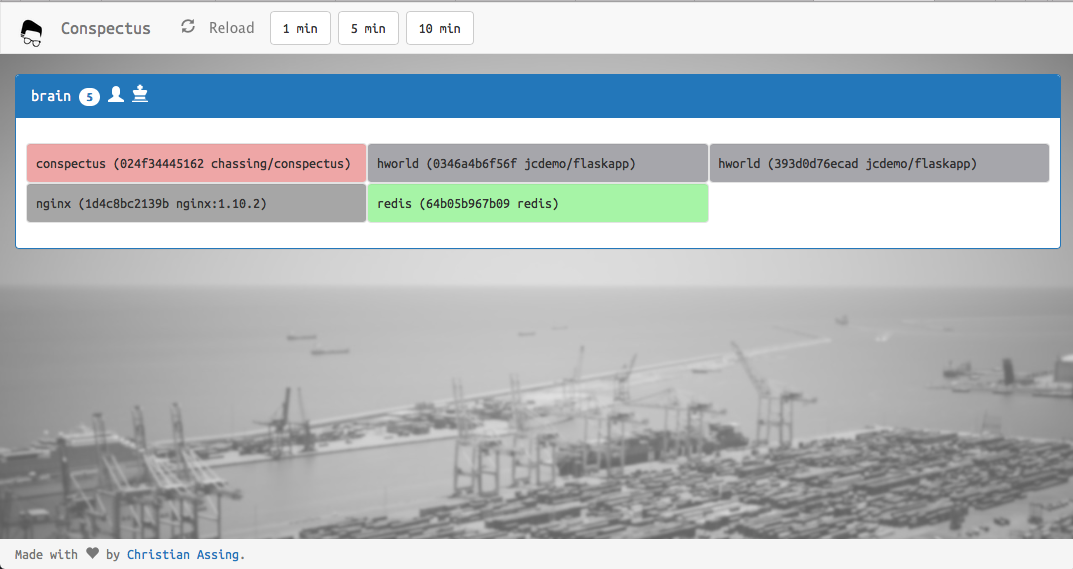 Conspectus Reload 1 min 5 min 10 min
brain 5
conspectus (024f34445162 chassing/conspectus) hworld (0346a4b6f56f jcdemo/flaskapp) hworld (393d0d76ecad jcdemo/flaskapp)
nginx (1d4c8bc2139b nginx:1.10.2) redis (64b05b967b09 redis)
Made with ♥ by Christian Assing.